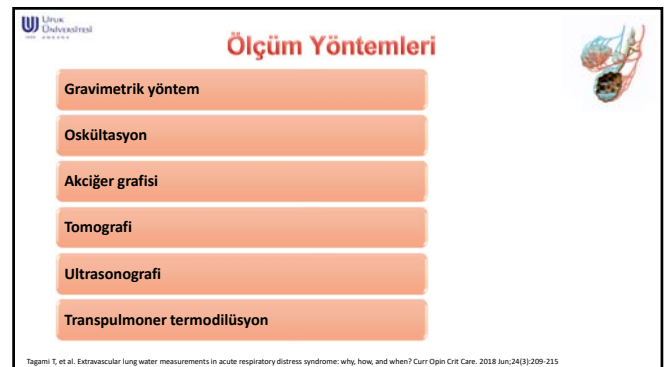 Ufuk
Üniversitesi
ANKARA
Ölçüm Yöntemleri
Gravimetrik yöntem
Oskültasyon
Akciğer grafisi
Tomografi
Ultrasonografi
Transpulmoner termodilüsyon
Tagami T, et al. Extravascular lung water measurements in acute respiratory distress syndrome: why, how, and when? Curr Opin Crit Care. 2018 Jun;24(3):209-215